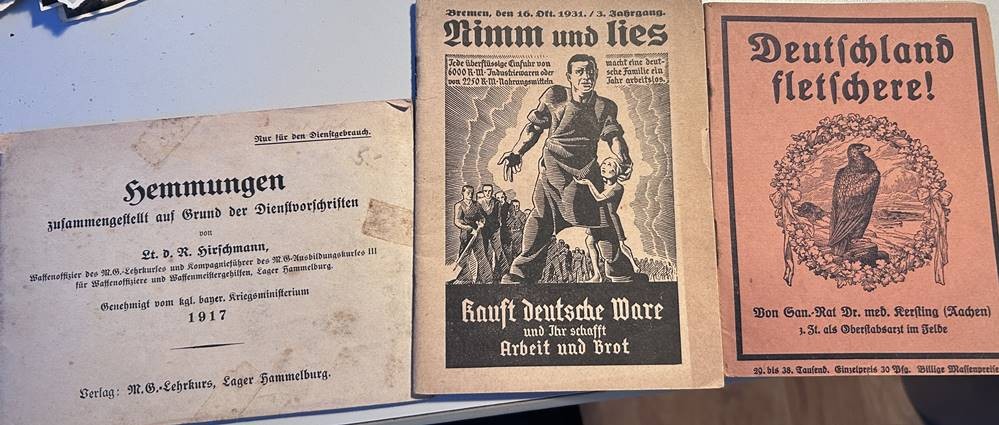 Nur für den Dienstgebrauch.
5.-
Hemmungen
zusammengestellt auf Grund der Dienstvorschriften
von
Lt. d. R. Hirschmann,
Waffenoffizier des M.G.-Lehrkurses und Kompagnieführer des M.G-Ausbildungskurses III
für Waffenoffiziere und Waffenmeistergehilfen, Lager Hammelburg.
Genehmigt vom kgl. bayer. Kriegsministerium
1917
Verlag: M.G.-Lehrkurs, Lager Hammelburg.
Bremen, den 16. Okt. 1931. / 3. Jahrgang.
Nimm und lies
Jede überflüssige Einfuhr von
6000 R·M·Industriewaren oder
von 2250 R·M·Nahrungsmitteln
macht eine deut-
sche Familie ein
Jahr arbeitslos.
Kauft deutsche Ware
und Ihr schafft
Arbeit und Brot
Deutschland
fletschere!
Von San.-Rat Dr. med. Kersting (Aachen)
3. Zt. als Oberstabsarzt im Felde
29. bis 38. Tausend. Einzelpreis 30 Pfg. Billige Massenpreise